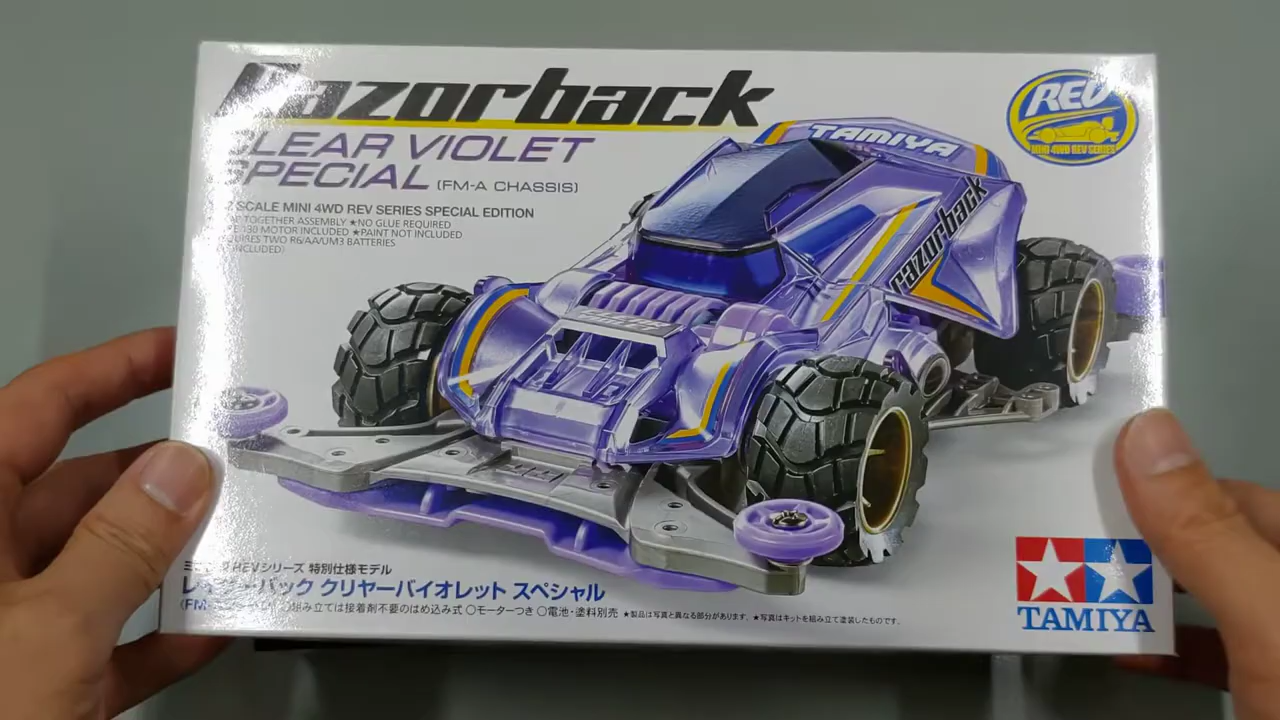 Razorback
CLEAR VIOLET
SPECIAL (FM-A CHASSIS)
SCALE MINI 4WD REV SERIES SPECIAL EDITION
TOGETHER ASSEMBLY ★NO GLUE REQUIRED
MOTOR INCLUDED ★PAINT NOT INCLUDED
TWO R6/AA/UM3 BATTERIES
INCLUDED)
REV
MINI 4WD REV SERIES
TAMIYA
razorback
REVシリーズ 特別仕様モデル
バック クリヤーバイオレット スペシャル
(FM- 組み立ては接着剤不要のはめ込み式 ○モーターつき ○電池・塗料別売 ★製品は写真と異なる部分があります。★写真はキットを組み立て塗装したものです。
TAMIYA